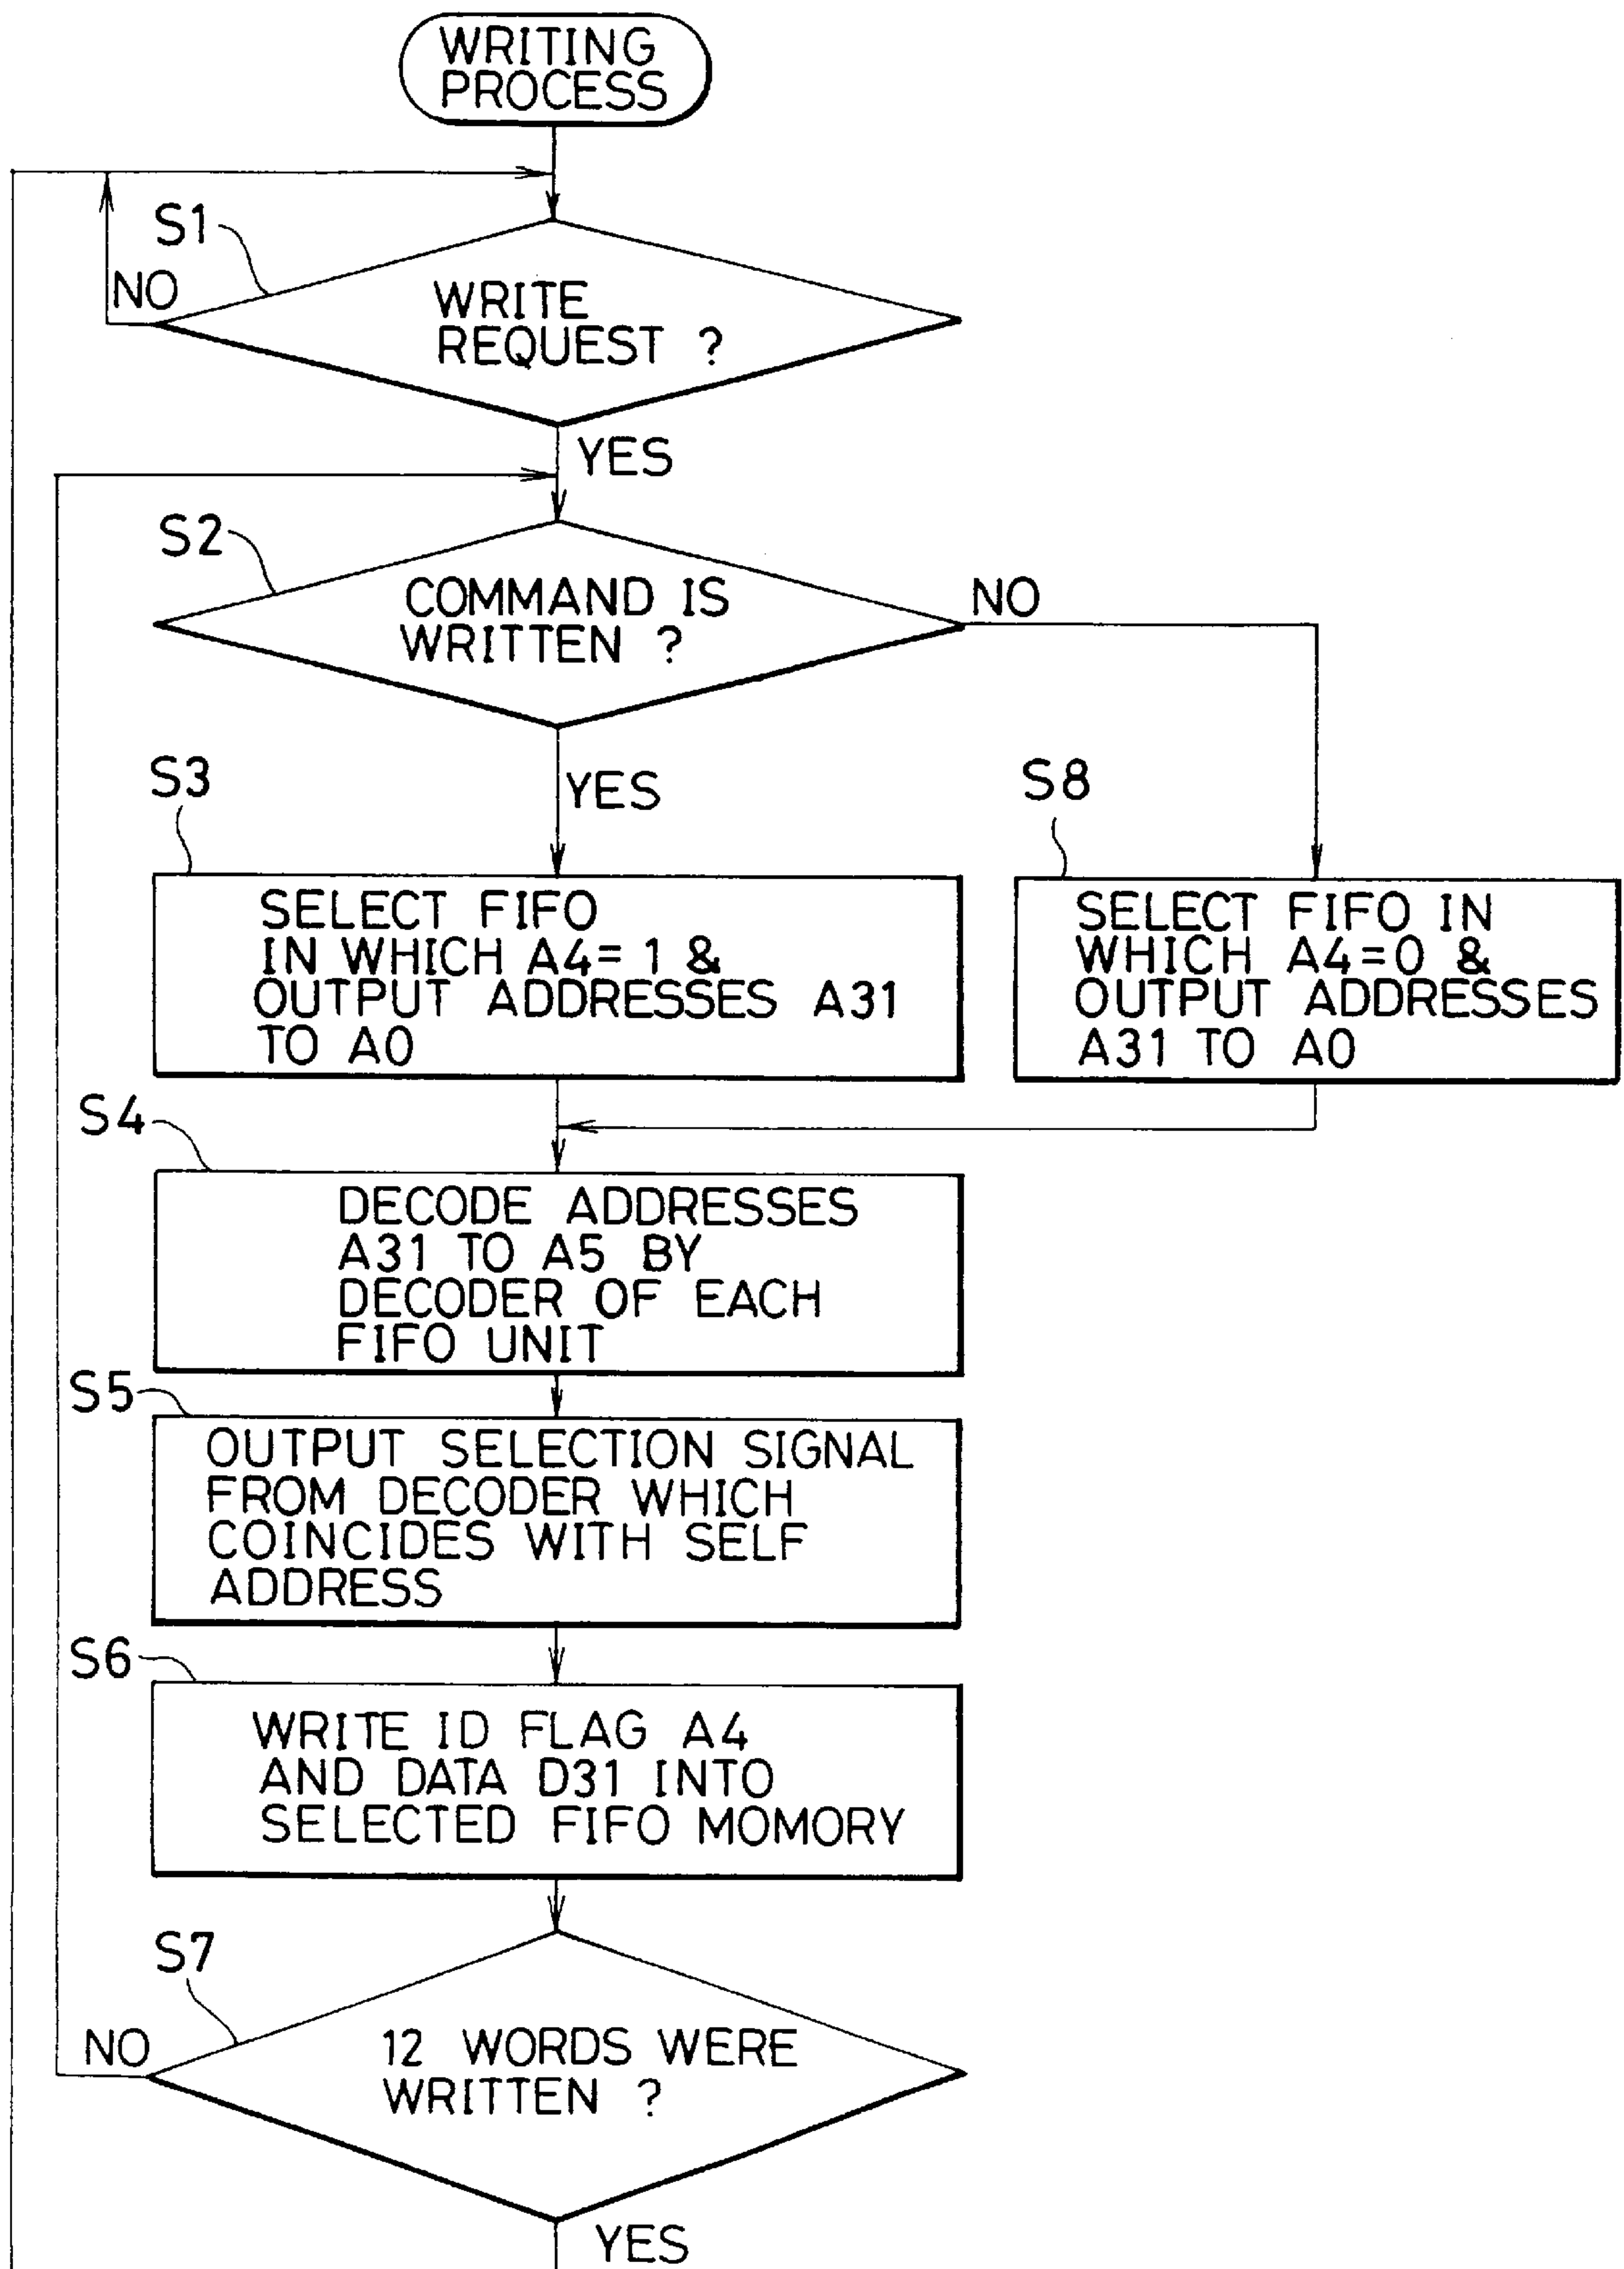 WRITING
PROCESS
S1
NO
WRITE
REQUEST ?
YES
S2
COMMAND IS
WRITTEN ?
NO
YES
S3
SELECT FIFO
IN WHICH A4=1 &
OUTPUT ADDRESSES A31
TO A0
S8
SELECT FIFO IN
WHICH A4=0 &
OUTPUT ADDRESSES
A31 TO A0
S4
DECODE ADDRESSES
A31 TO A5 BY
DECODER OF EACH
FIFO UNIT
S5
OUTPUT SELECTION SIGNAL
FROM DECODER WHICH
COINCIDES WITH SELF
ADDRESS
S6
WRITE ID FLAG A4
AND DATA D31 INTO
SELECTED FIFO MOMORY
S7
NO
12 WORDS WERE
WRITTEN ?
YES